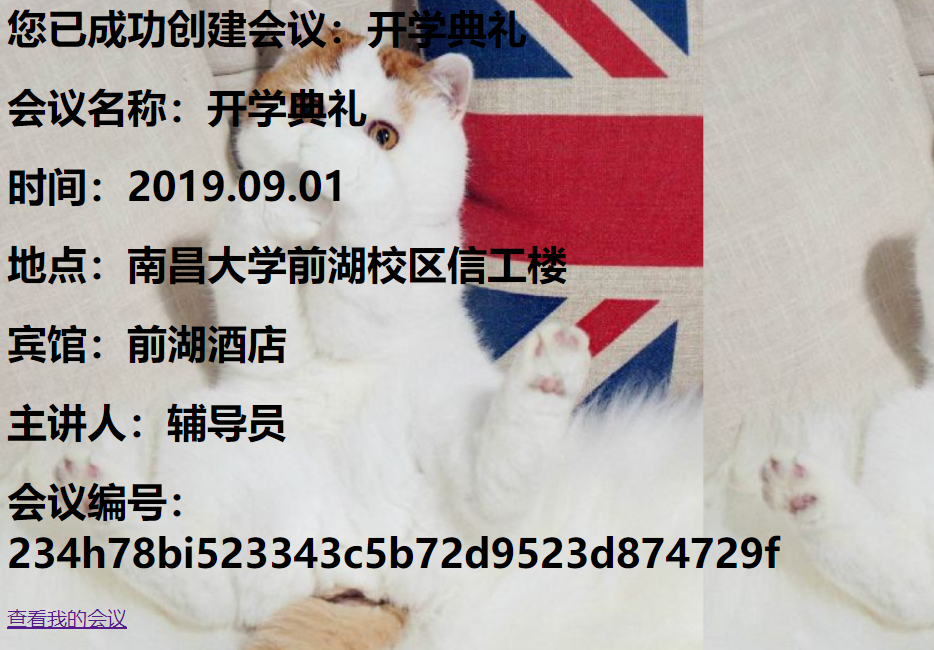 您已成功创建会议：开学典礼
会议名称：开学典礼
时间：2019.09.01
地点：南昌大学前湖校区信工楼
宾馆：前湖酒店
主讲人：辅导员
会议编号：
234h78bi523343c5b72d9523d874729f
查看我的会议